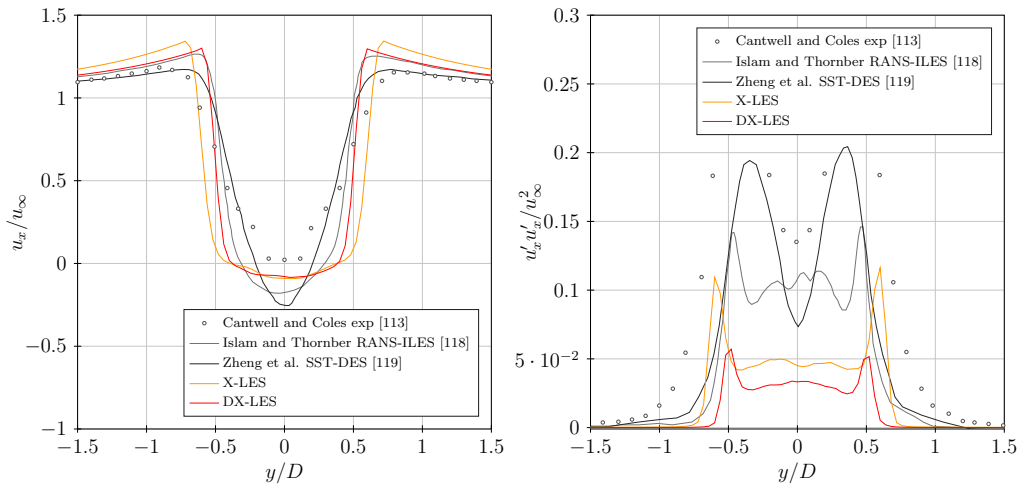 1.5
1
0.5
0
−0.5
−1
−1.5
−1
−0.5
0
0.5
1
1.5
y/D
u_x/u_∞
Cantwell and Coles exp [113]
Islam and Thornber RANS-ILES [118]
Zheng et al. SST-DES [119]
X-LES
DX-LES
0.3
0.25
0.2
0.15
0.1
5 · 10⁻²
0
−1.5
−1
−0.5
0
0.5
1
1.5
y/D
u′_x u′_x/u²_∞
Cantwell and Coles exp [113]
Islam and Thornber RANS-ILES [118]
Zheng et al. SST-DES [119]
X-LES
DX-LES